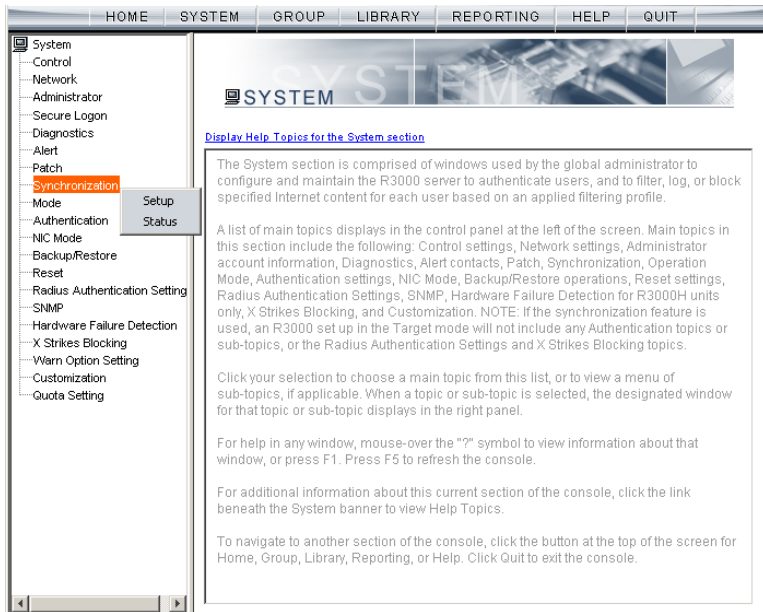 HOME SYSTEM GROUP LIBRARY REPORTING HELP QUIT
System
Control
Network
Administrator
Secure Logon
Diagnostics
Alert
Patch
Synchronization
Mode
Authentication
NIC Mode
Backup/Restore
Reset
Radius Authentication Setting
SNMP
Hardware Failure Detection
X Strikes Blocking
Warn Option Setting
Customization
Quota Setting
Setup
Status
SYSTEM
SYSTEM
Display Help Topics for the System section
The System section is comprised of windows used by the global administrator to
configure and maintain the R3000 server to authenticate users, and to filter, log, or block
specified Internet content for each user based on an applied filtering profile.
A list of main topics displays in the control panel at the left of the screen. Main topics in
this section include the following: Control settings, Network settings, Administrator
account information, Diagnostics, Alert contacts, Patch, Synchronization, Operation
Mode, Authentication settings, NIC Mode, Backup/Restore operations, Reset settings,
Radius Authentication Settings, SNMP, Hardware Failure Detection for R3000H units
only, X Strikes Blocking, and Customization. NOTE: If the synchronization feature is
used, an R3000 set up in the Target mode will not include any Authentication topics or
sub-topics, or the Radius Authentication Settings and X Strikes Blocking topics.
Click your selection to choose a main topic from this list, or to view a menu of
sub-topics, if applicable. When a topic or sub-topic is selected, the designated window
for that topic or sub-topic displays in the right panel.
For help in any window, mouse-over the "?" symbol to view information about that
window, or press F1. Press F5 to refresh the console.
For additional information about this current section of the console, click the link
beneath the System banner to view Help Topics.
To navigate to another section of the console, click the button at the top of the screen for
Home, Group, Library, Reporting, or Help. Click Quit to exit the console.